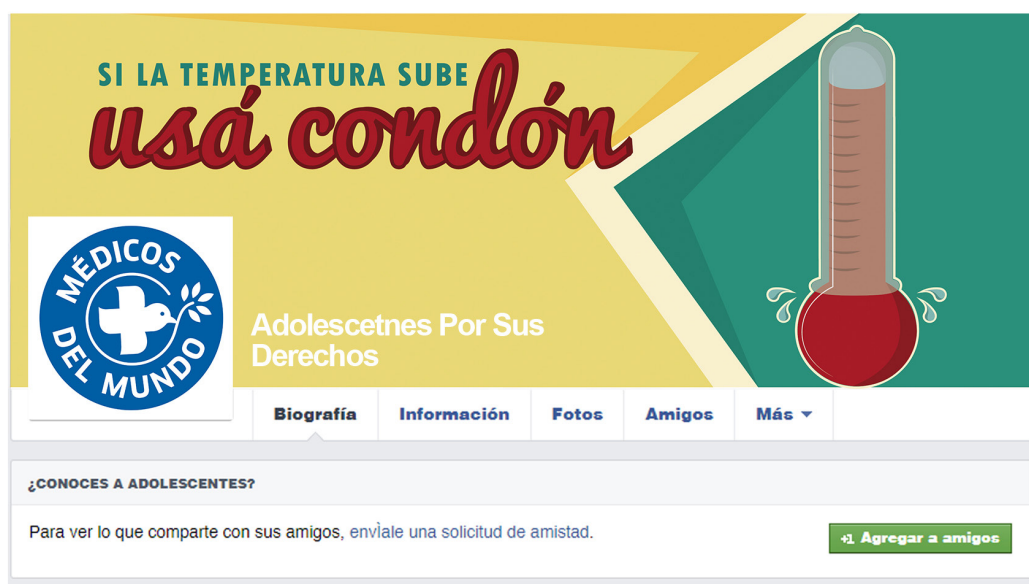 SI LA TEMPERATURA SUBE
usá condón
MÉDICOS
DEL MUNDO
Adolescetnes Por Sus
Derechos
Biografía Información Fotos Amigos Más
¿CONOCES A ADOLESCENTES?
Para ver lo que comparte con sus amigos, envìale una solicitud de amistad.
+1 Agregar a amigos